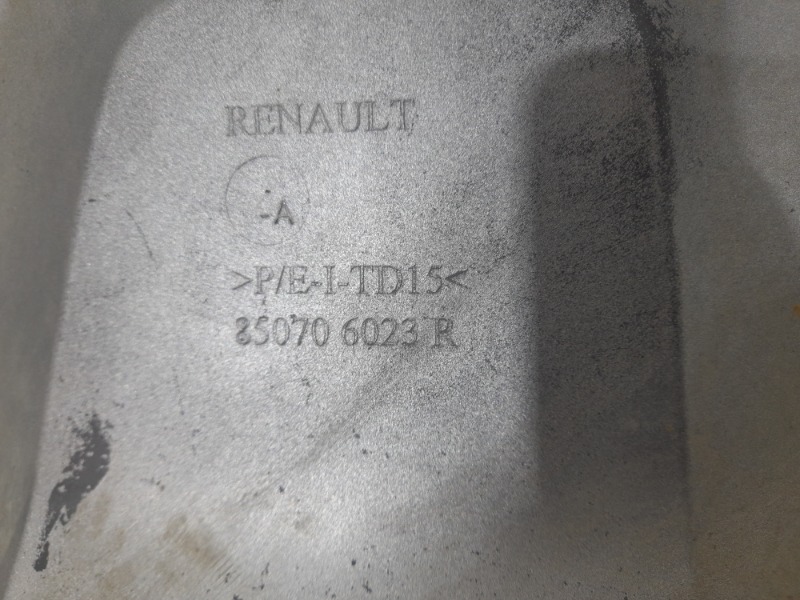 RENAULT
-A
>P/E-I-TD15<
85070 6023 R